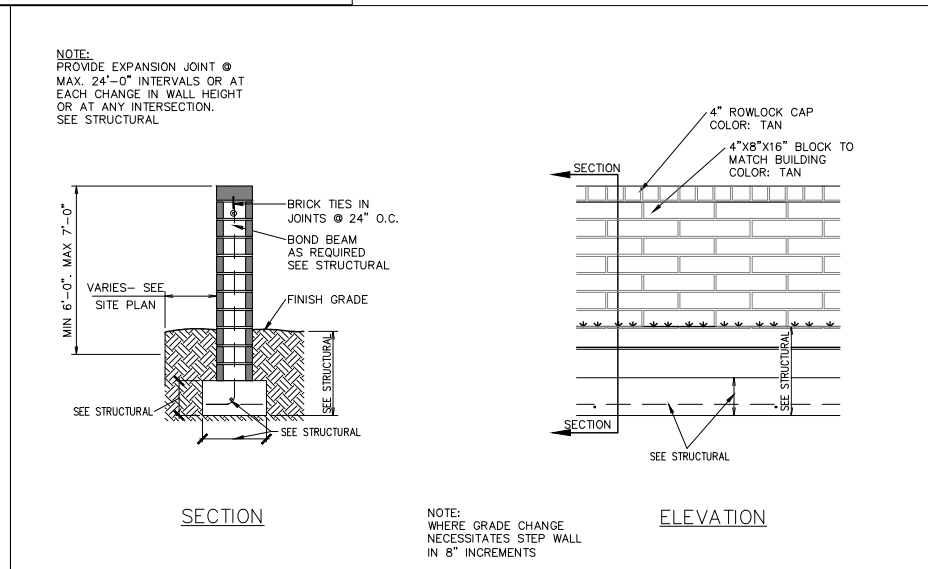 NOTE:
PROVIDE EXPANSION JOINT @
MAX. 24'-0" INTERVALS OR AT
EACH CHANGE IN WALL HEIGHT
OR AT ANY INTERSECTION.
SEE STRUCTURAL
MIN 6'-0". MAX 7'-0"
VARIES- SEE
SITE PLAN
BRICK TIES IN
JOINTS @ 24" O.C.
BOND BEAM
AS REQUIRED
SEE STRUCTURAL
FINISH GRADE
SEE STRUCTURAL
SEE STRUCTURAL
SEE STRUCTURAL
SECTION
4" ROWLOCK CAP
COLOR: TAN
4"X8"X16" BLOCK TO
MATCH BUILDING
COLOR: TAN
SECTION
SEE STRUCTURAL
SECTION
SEE STRUCTURAL
ELEVATION
NOTE:
WHERE GRADE CHANGE
NECESSITATES STEP WALL
IN 8" INCREMENTS